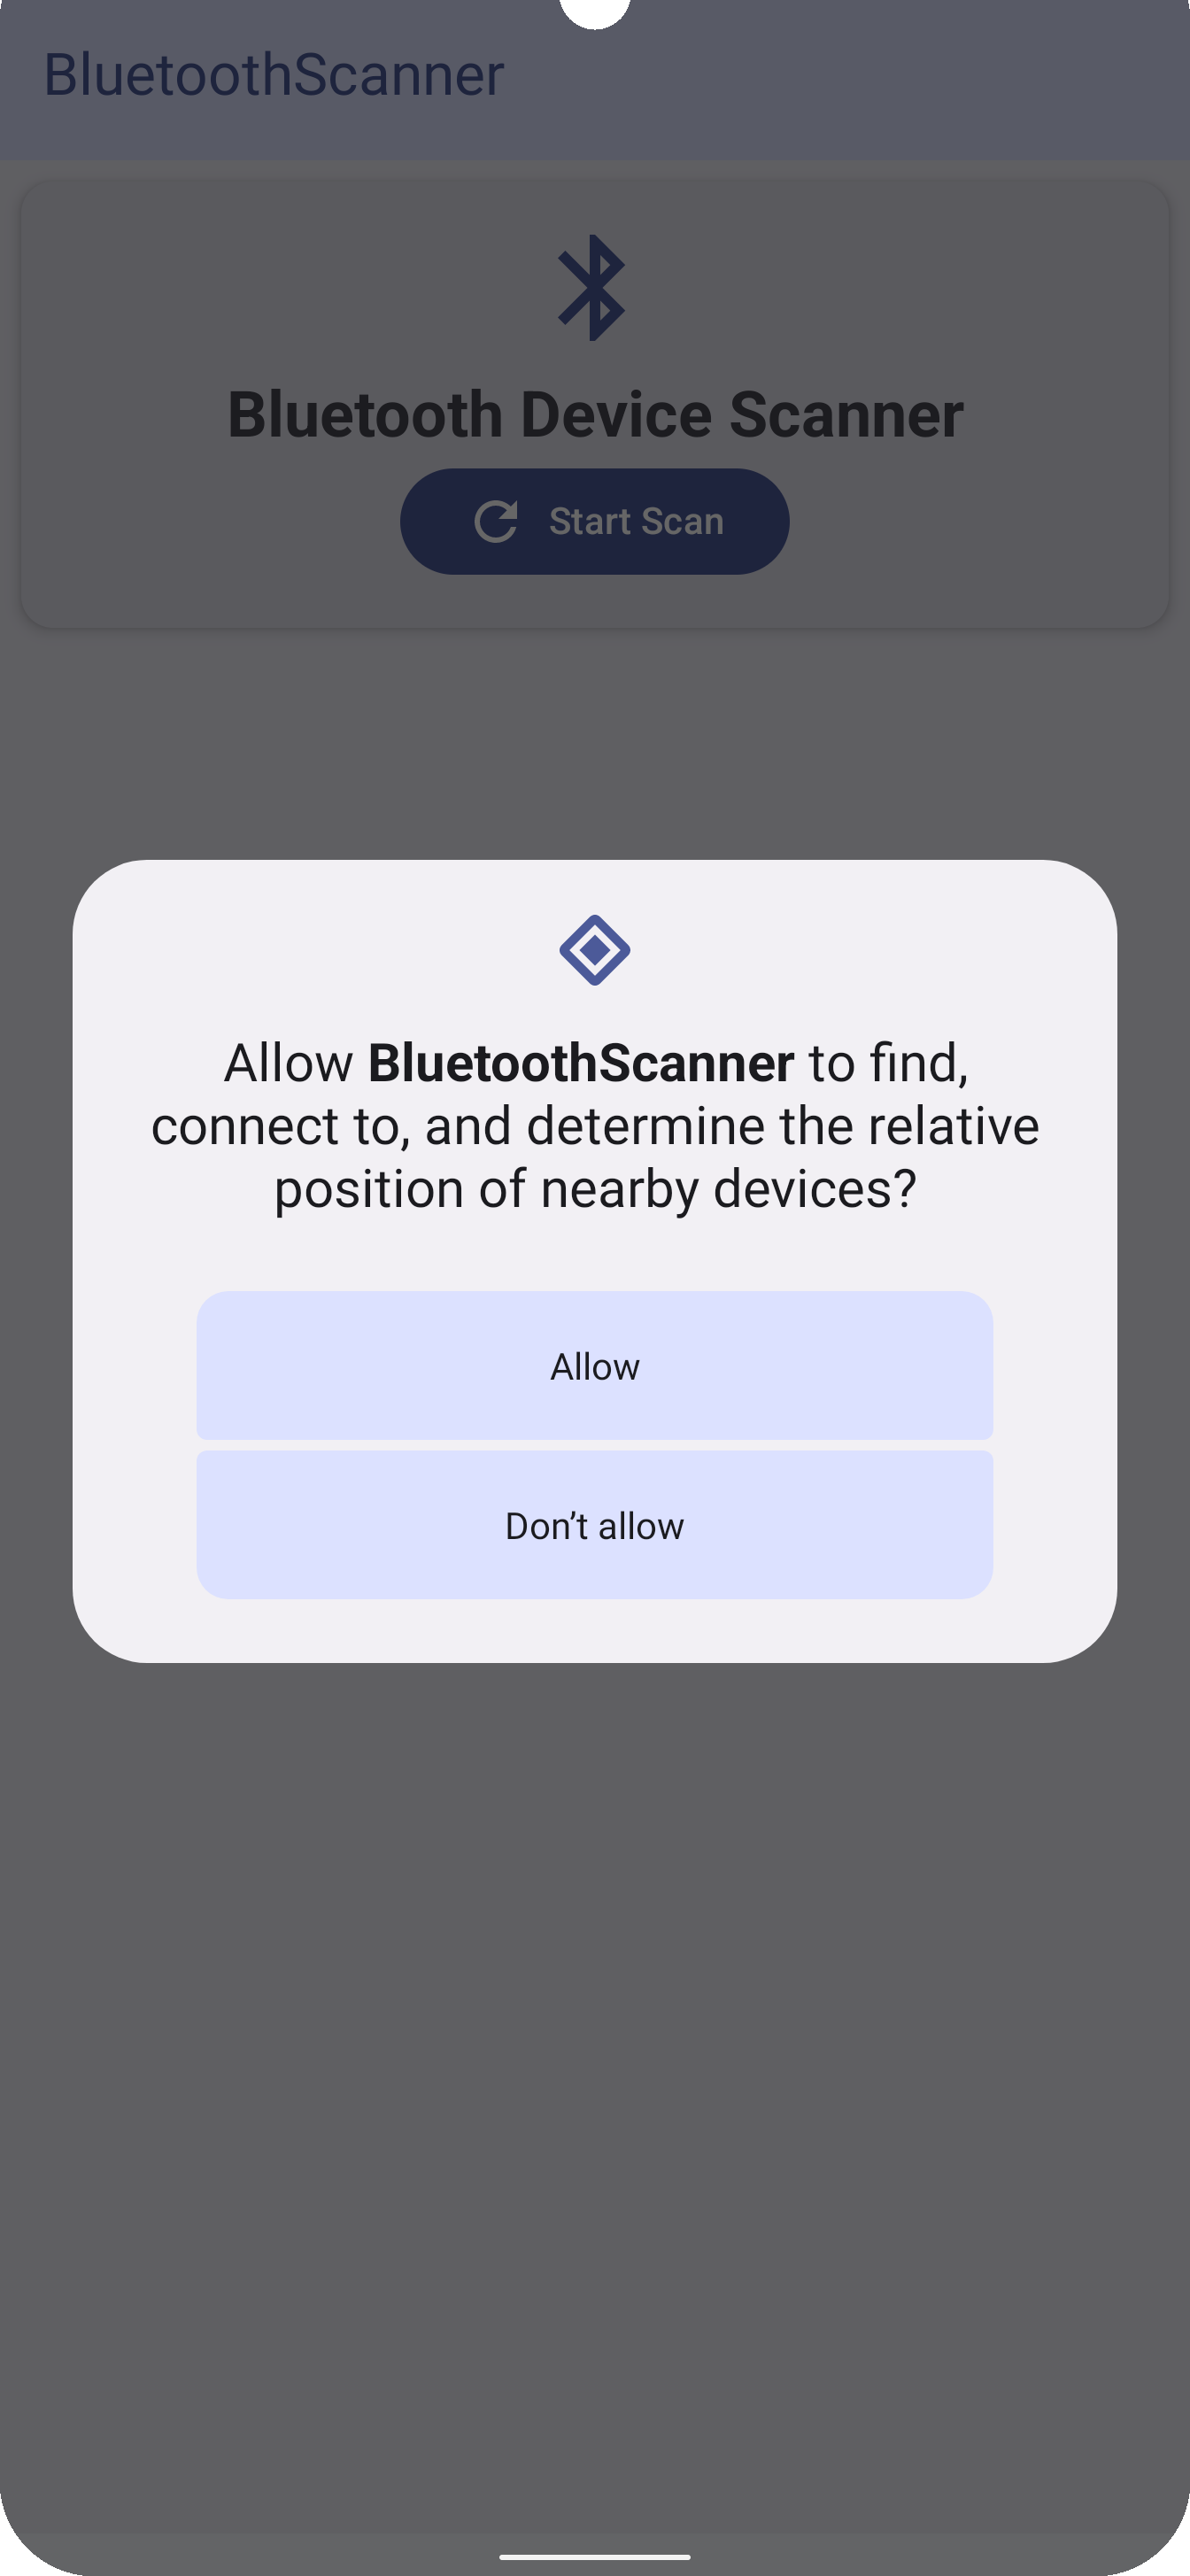 BluetoothScanner
Bluetooth Device Scanner
Start Scan
Allow BluetoothScanner to find,
connect to, and determine the relative
position of nearby devices?
Allow
Don’t allow